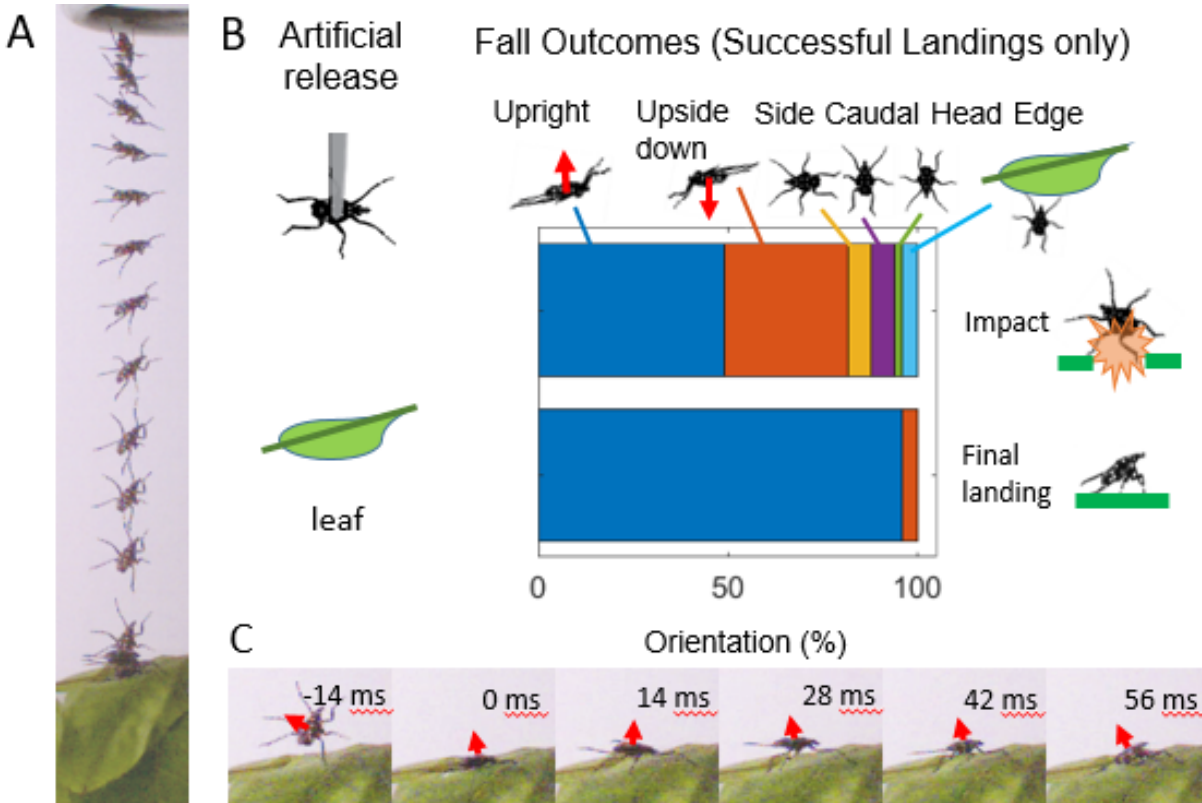 A
B
Artificial
release
Fall Outcomes (Successful Landings only)
Upright
Upside
down
Side Caudal Head Edge
Impact
Final
landing
leaf
0
50
100
Orientation (%)
C
-14 ms
0 ms
14 ms
28 ms
42 ms
56 ms